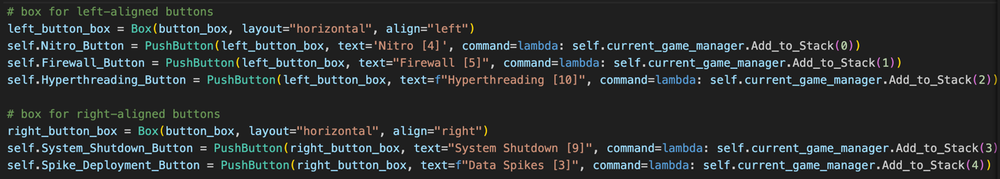 # box for left-aligned buttons
left_button_box = Box(button_box, layout="horizontal", align="left")
self.Nitro_Button = PushButton(left_button_box, text='Nitro [4]', command=lambda: self.current_game_manager.Add_to_Stack(0))
self.Firewall_Button = PushButton(left_button_box, text="Firewall [5]", command=lambda: self.current_game_manager.Add_to_Stack(1))
self.Hyperthreading_Button = PushButton(left_button_box, text=f"Hyperthreading [10]", command=lambda: self.current_game_manager.Add_to_Stack(2))
# box for right-aligned buttons
right_button_box = Box(button_box, layout="horizontal", align="right")
self.System_Shutdown_Button = PushButton(right_button_box, text="System Shutdown [9]", command=lambda: self.current_game_manager.Add_to_Stack(3)
self.Spike_Deployment_Button = PushButton(right_button_box, text=f"Data Spikes [3]", command=lambda: self.current_game_manager.Add_to_Stack(4))